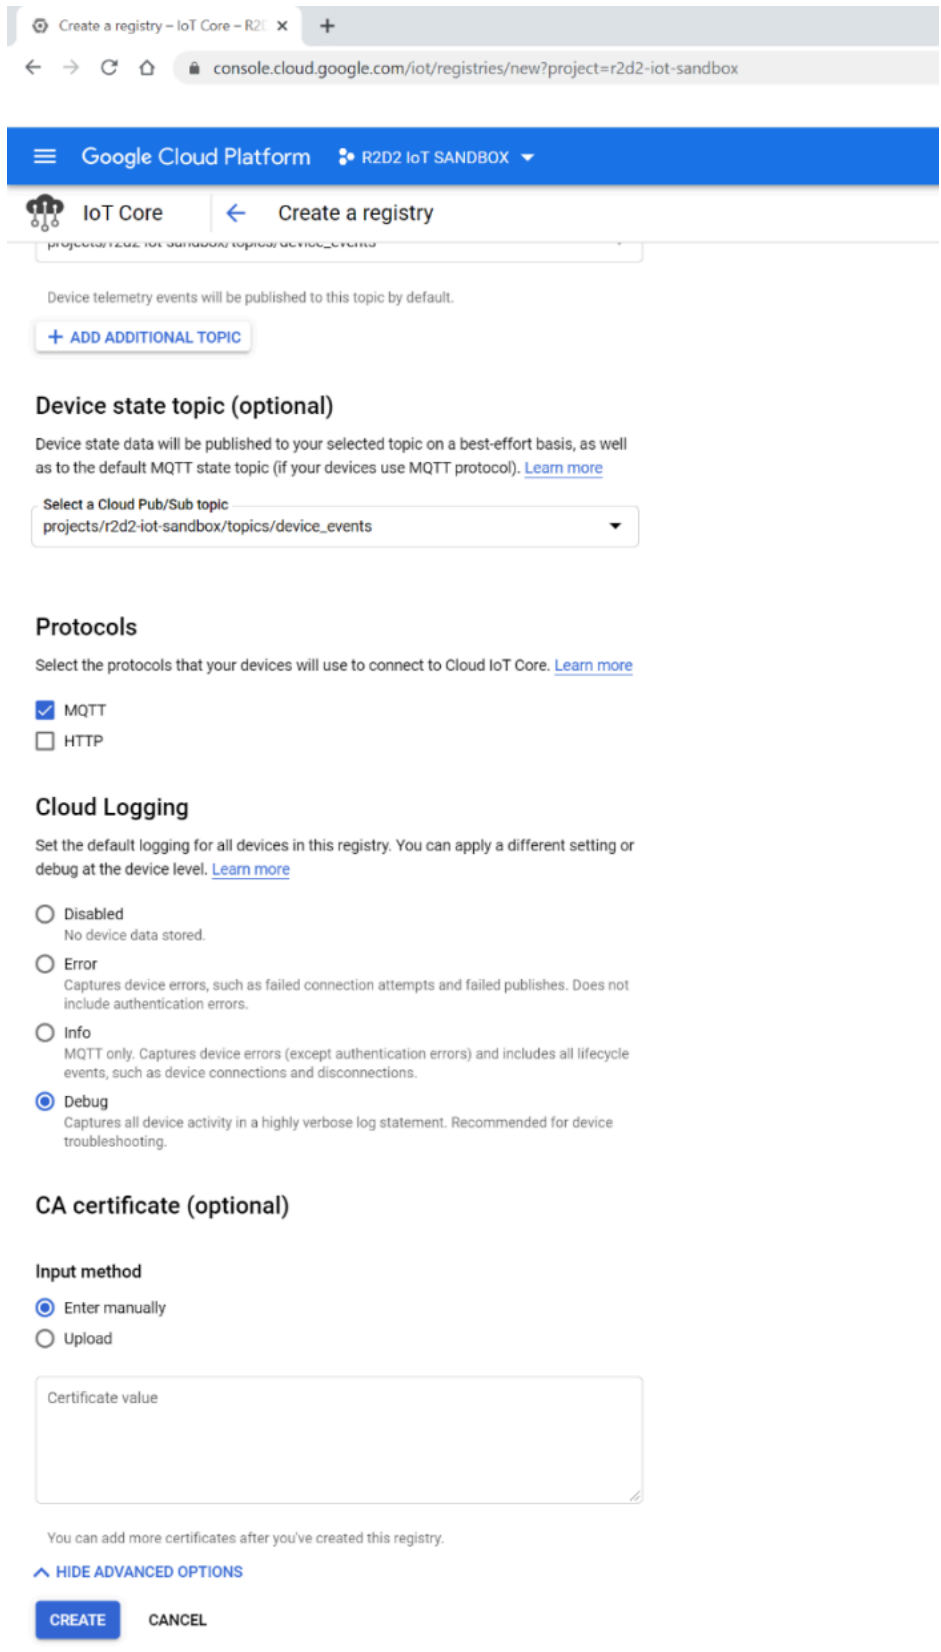 Create a registry – IoT Core – R2
console.cloud.google.com/iot/registries/new?project=r2d2-iot-sandbox
Google Cloud Platform R2D2 IoT SANDBOX
IoT Core Create a registry
projects/r2d2-iot-sandbox/topics/device_events
Device telemetry events will be published to this topic by default.
+ ADD ADDITIONAL TOPIC
Device state topic (optional)
Device state data will be published to your selected topic on a best-effort basis, as well
as to the default MQTT state topic (if your devices use MQTT protocol). Learn more
Select a Cloud Pub/Sub topic
projects/r2d2-iot-sandbox/topics/device_events
Protocols
Select the protocols that your devices will use to connect to Cloud IoT Core. Learn more
MQTT
HTTP
Cloud Logging
Set the default logging for all devices in this registry. You can apply a different setting or
debug at the device level. Learn more
Disabled
No device data stored.
Error
Captures device errors, such as failed connection attempts and failed publishes. Does not
include authentication errors.
Info
MQTT only. Captures device errors (except authentication errors) and includes all lifecycle
events, such as device connections and disconnections.
Debug
Captures all device activity in a highly verbose log statement. Recommended for device
troubleshooting.
CA certificate (optional)
Input method
Enter manually
Upload
Certificate value
You can add more certificates after you've created this registry.
HIDE ADVANCED OPTIONS
CREATE CANCEL